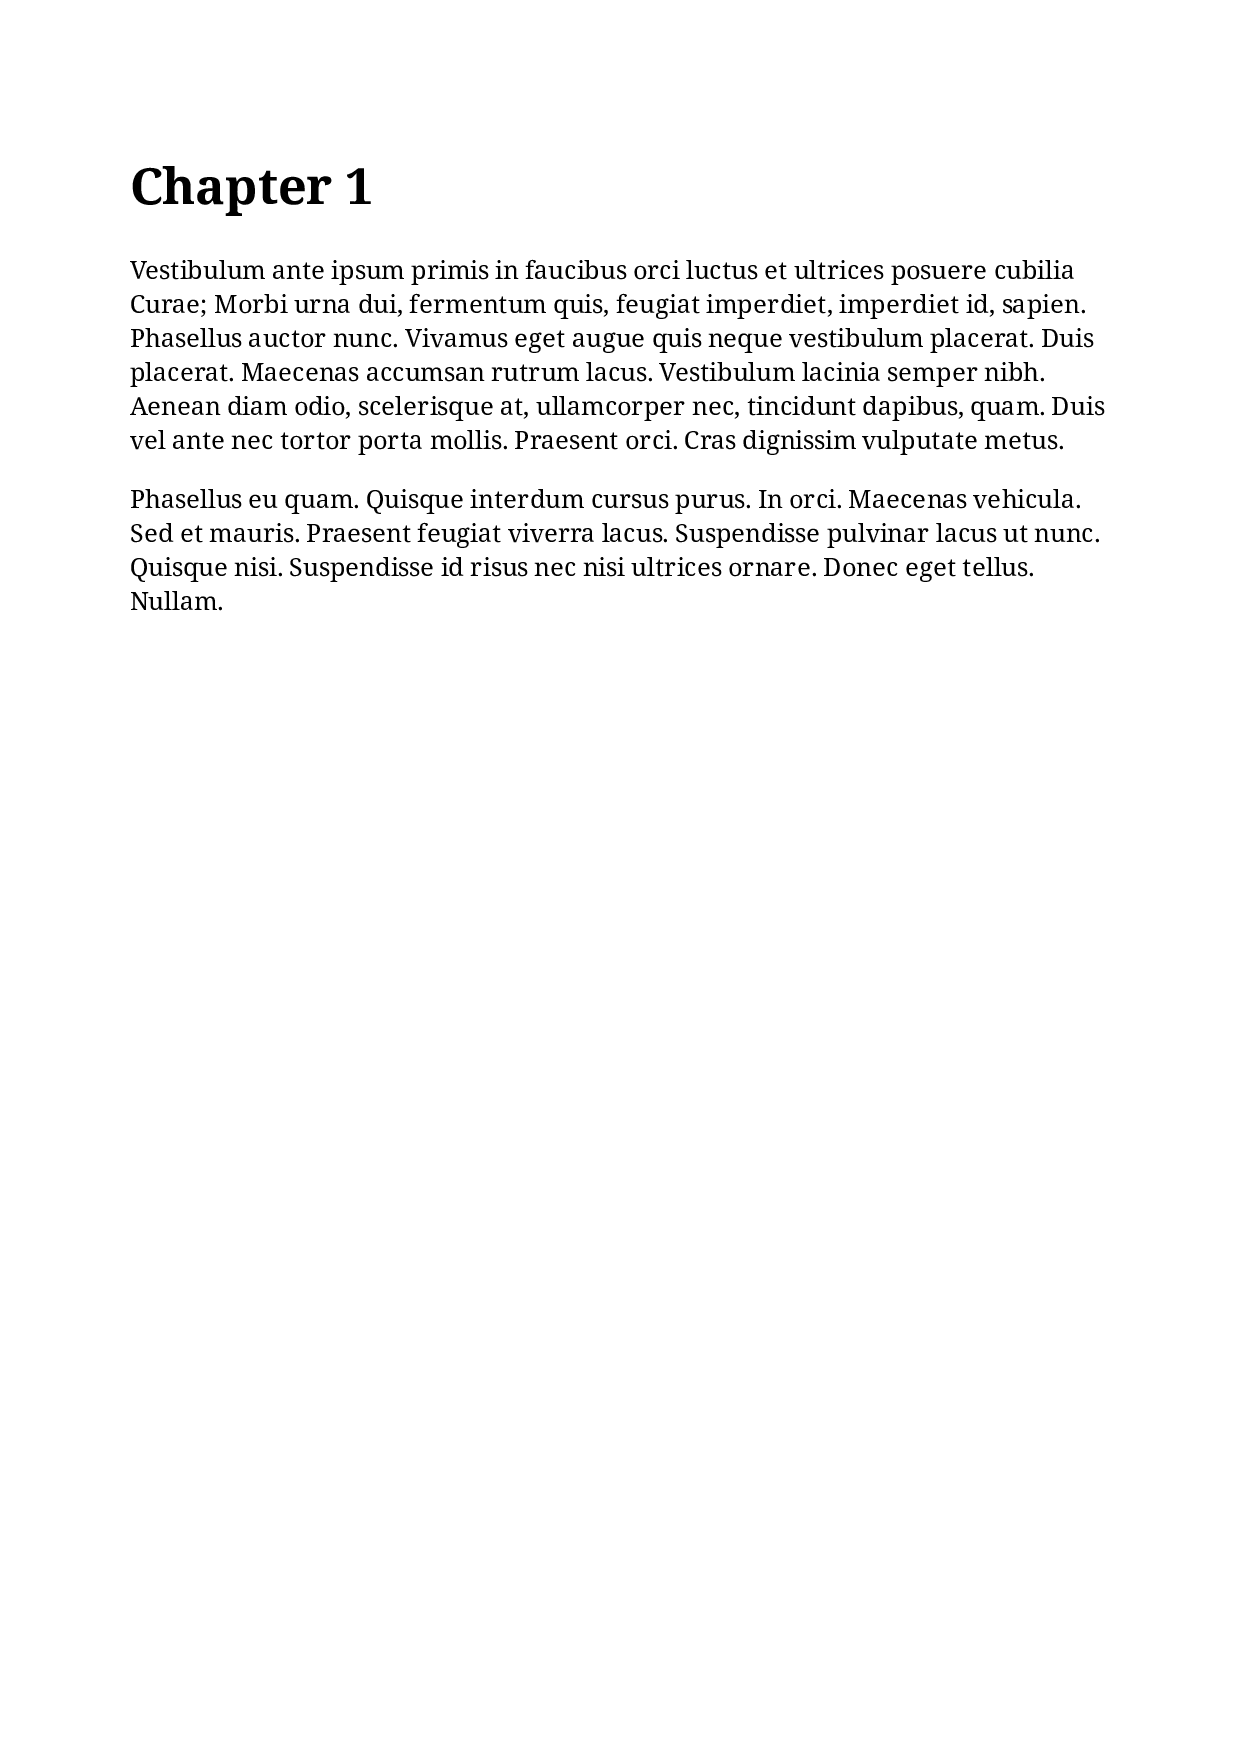 Chapter 1
Vestibulum ante ipsum primis in faucibus orci luctus et ultrices posuere cubilia
Curae; Morbi urna dui, fermentum quis, feugiat imperdiet, imperdiet id, sapien.
Phasellus auctor nunc. Vivamus eget augue quis neque vestibulum placerat. Duis
placerat. Maecenas accumsan rutrum lacus. Vestibulum lacinia semper nibh.
Aenean diam odio, scelerisque at, ullamcorper nec, tincidunt dapibus, quam. Duis
vel ante nec tortor porta mollis. Praesent orci. Cras dignissim vulputate metus.
Phasellus eu quam. Quisque interdum cursus purus. In orci. Maecenas vehicula.
Sed et mauris. Praesent feugiat viverra lacus. Suspendisse pulvinar lacus ut nunc.
Quisque nisi. Suspendisse id risus nec nisi ultrices ornare. Donec eget tellus.
Nullam.